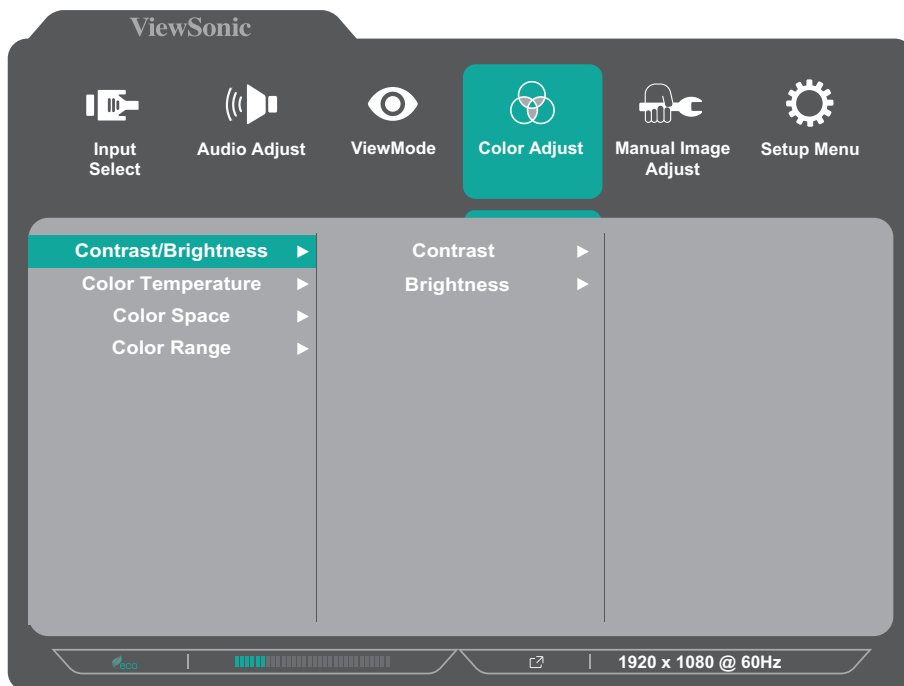 ViewSonic
Input
Select
Audio Adjust
ViewMode
Color Adjust
Manual Image
Adjust
Setup Menu
Contrast/Brightness
Contrast
Color Temperature
Brightness
Color Space
Color Range
eco
1920 x 1080 @ 60Hz